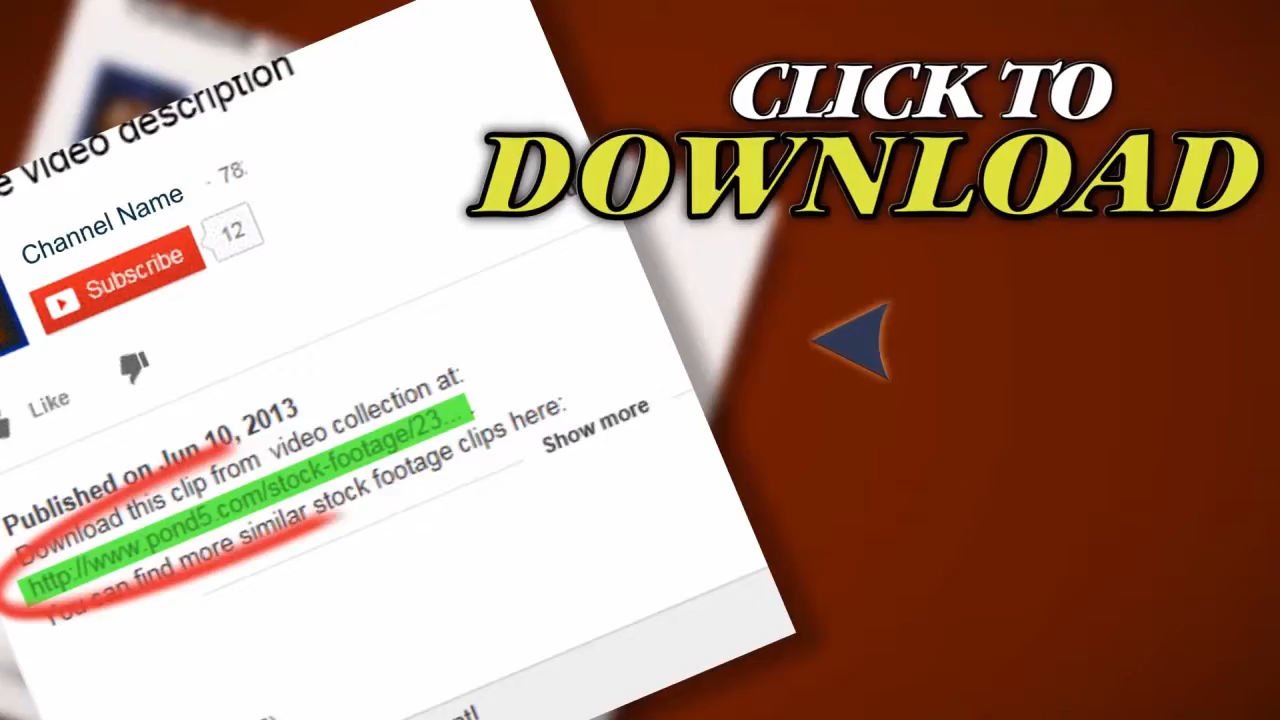 CLICK TO
DOWNLOAD
video description
Channel Name
78
Subscribe
12
Like
Published on Jun 10, 2013
Download this clip from video collection at:
http://www.pond5.com/stock-footage/23...
You can find more similar stock footage clips here:
Show more